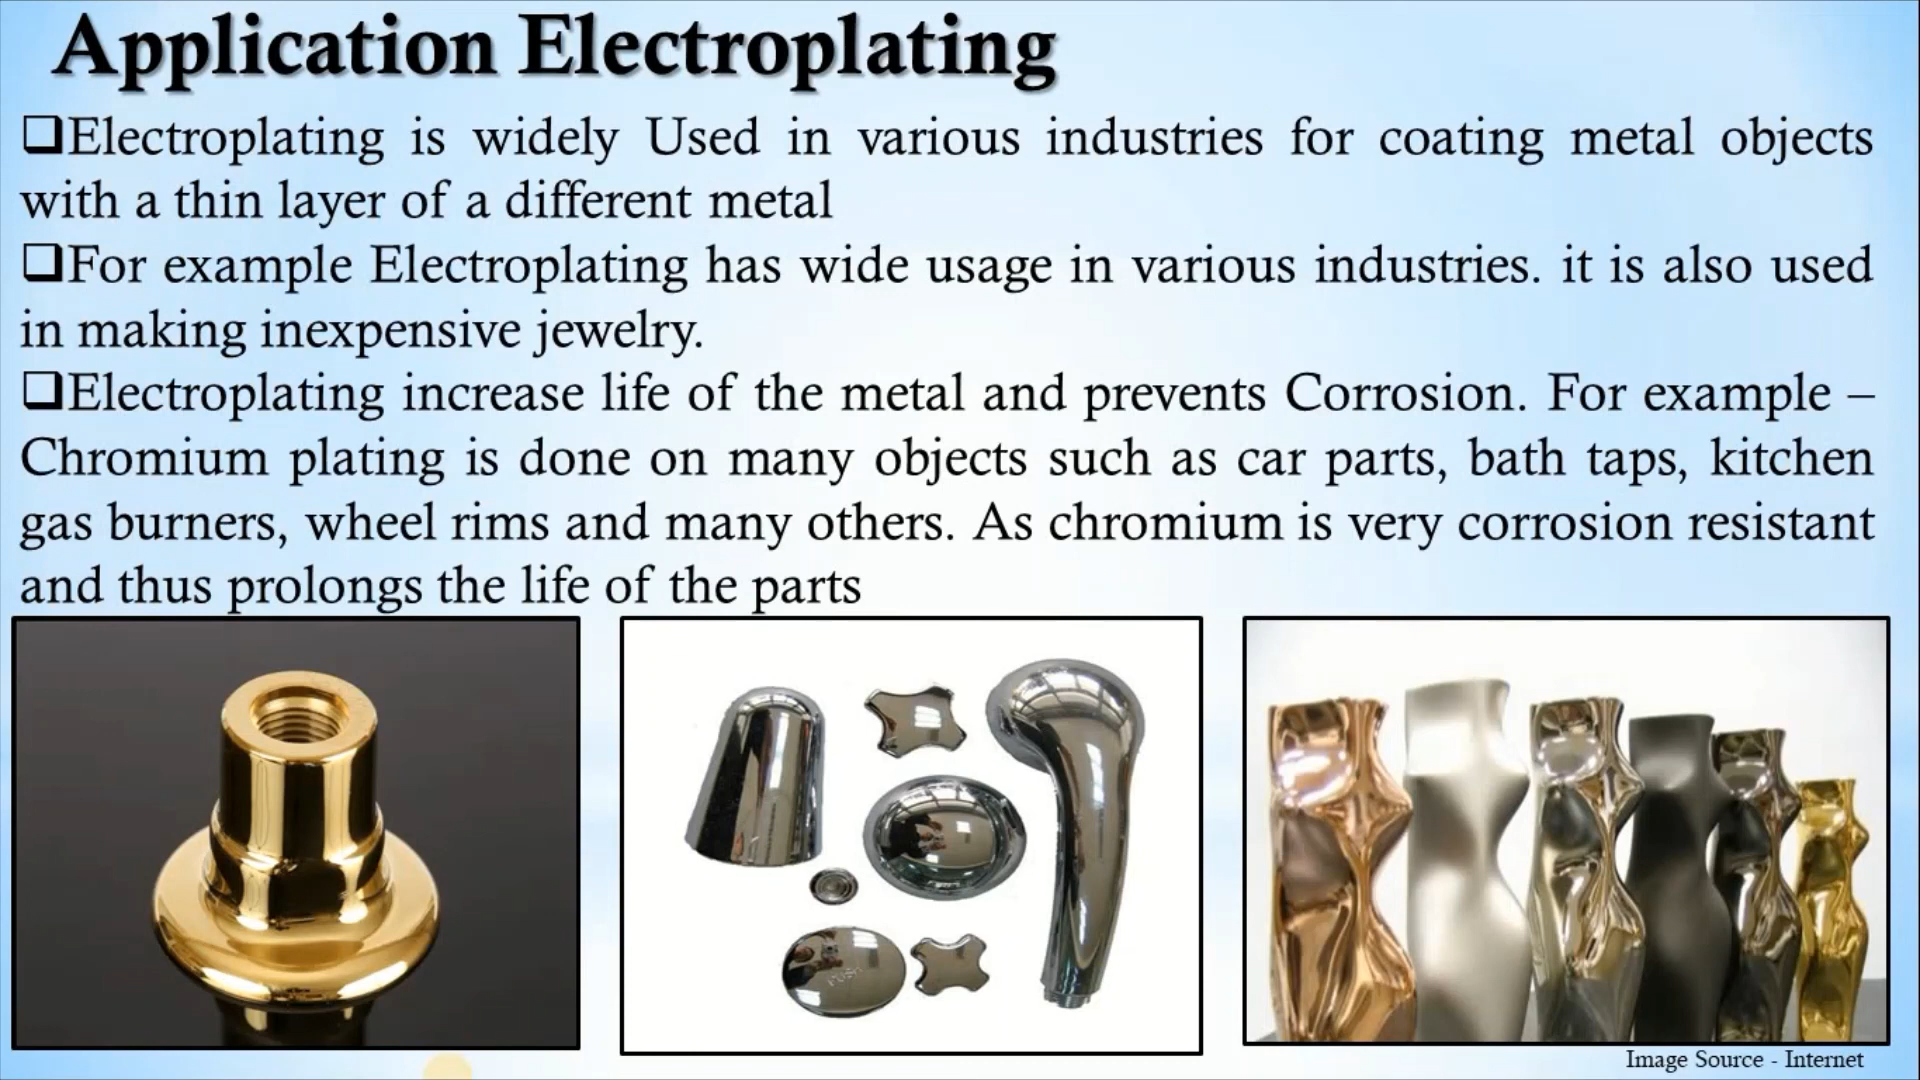 Application Electroplating
❑Electroplating is widely Used in various industries for coating metal objects
with a thin layer of a different metal
❑For example Electroplating has wide usage in various industries. it is also used
in making inexpensive jewelry.
❑Electroplating increase life of the metal and prevents Corrosion. For example –
Chromium plating is done on many objects such as car parts, bath taps, kitchen
gas burners, wheel rims and many others. As chromium is very corrosion resistant
and thus prolongs the life of the parts
PUSH
Image Source - Internet